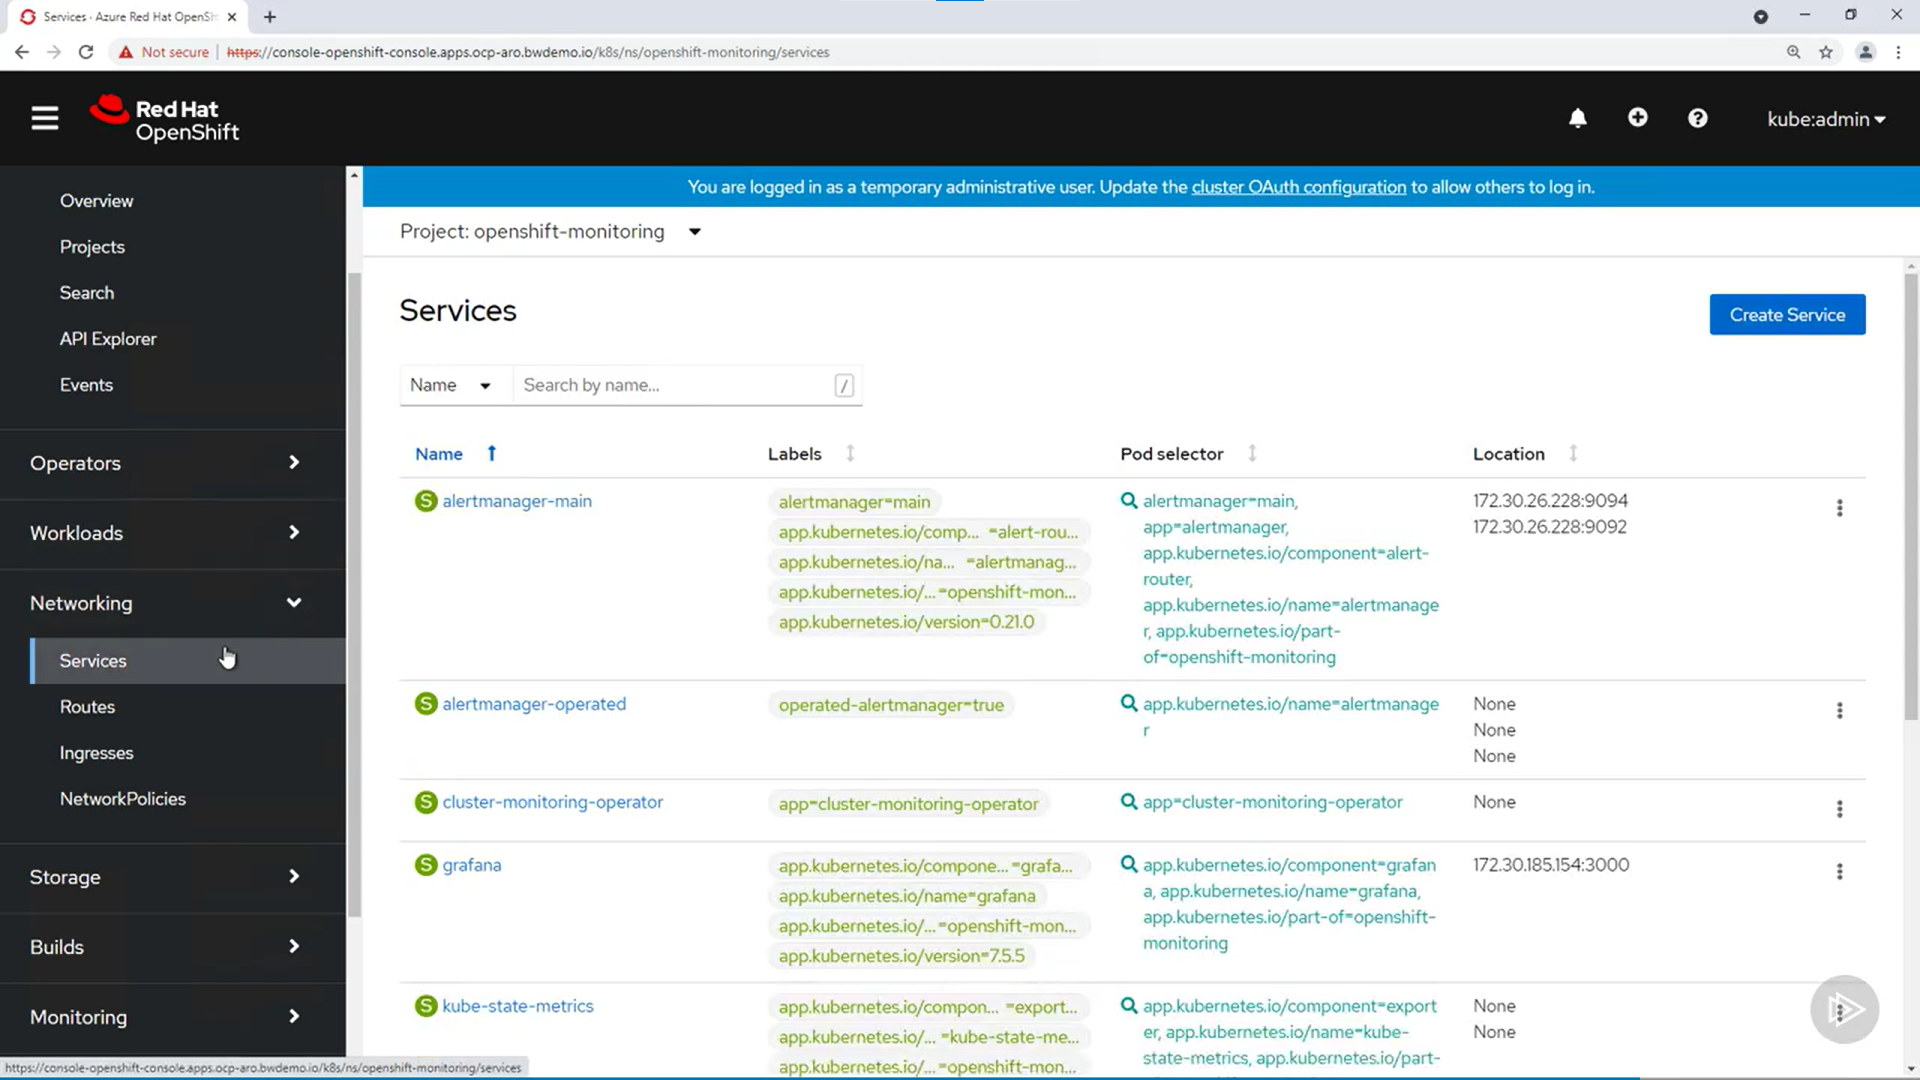 Services · Azure Red Hat OpenSh
Not secure
https://console-openshift-console.apps.ocp-aro.bwdemo.io/k8s/ns/openshift-monitoring/services
Red Hat
OpenShift
kube:admin
You are logged in as a temporary administrative user. Update the cluster OAuth configuration to allow others to log in.
Project: openshift-monitoring
Overview
Projects
Search
API Explorer
Events
Operators
Workloads
Networking
Services
Routes
Ingresses
NetworkPolicies
Storage
Builds
Monitoring
Services
Create Service
Name
Search by name...
/
Name
Labels
Pod selector
Location
S alertmanager-main
alertmanager=main
app.kubernetes.io/comp... =alert-rou...
app.kubernetes.io/na... =alertmanag...
app.kubernetes.io/...=openshift-mon...
app.kubernetes.io/version=0.21.0
alertmanager=main,
app=alertmanager,
app.kubernetes.io/component=alert-
router,
app.kubernetes.io/name=alertmanage
r, app.kubernetes.io/part-
of=openshift-monitoring
172.30.26.228:9094
172.30.26.228:9092
S alertmanager-operated
operated-alertmanager=true
app.kubernetes.io/name=alertmanage
r
None
None
None
S cluster-monitoring-operator
app=cluster-monitoring-operator
app=cluster-monitoring-operator
None
S grafana
app.kubernetes.io/compone...=grafa...
app.kubernetes.io/name=grafana
app.kubernetes.io/...=openshift-mon...
app.kubernetes.io/version=7.5.5
app.kubernetes.io/component=grafan
a, app.kubernetes.io/name=grafana,
app.kubernetes.io/part-of=openshift-
monitoring
172.30.185.154:3000
S kube-state-metrics
app.kubernetes.io/compon... =export...
app.kubernetes.io/... =kube-state-me...
app.kubernetes.io/...=openshift-mon...
app.kubernetes.io/component=export
er, app.kubernetes.io/name=kube-
state-metrics, app.kubernetes.io/part-
None
None
https://console-openshift-console.apps.ocp-aro.bwdemo.io/k8s/ns/openshift-monitoring/services